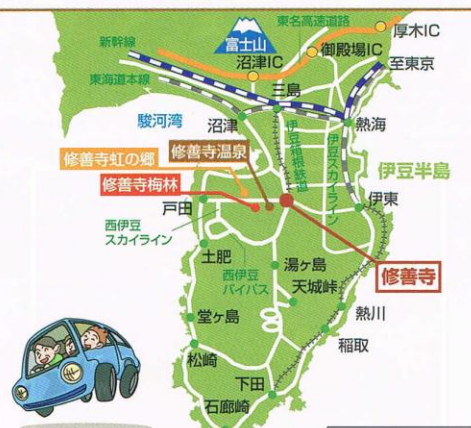 東名高速道路
厚木IC
新幹線
富士山
御殿場IC
沼津IC
至東京
東海道本線
三島
駿河湾
沼津
熱海
伊豆箱根鉄道
伊豆スカイライン
修善寺虹の郷
修善寺温泉
伊豆半島
修善寺梅林
戸田
伊東
西伊豆
スカイライン
修善寺
土肥
西伊豆
バイパス
湯ヶ島
天城峠
熱川
堂ヶ島
稲取
松崎
下田
石廊崎